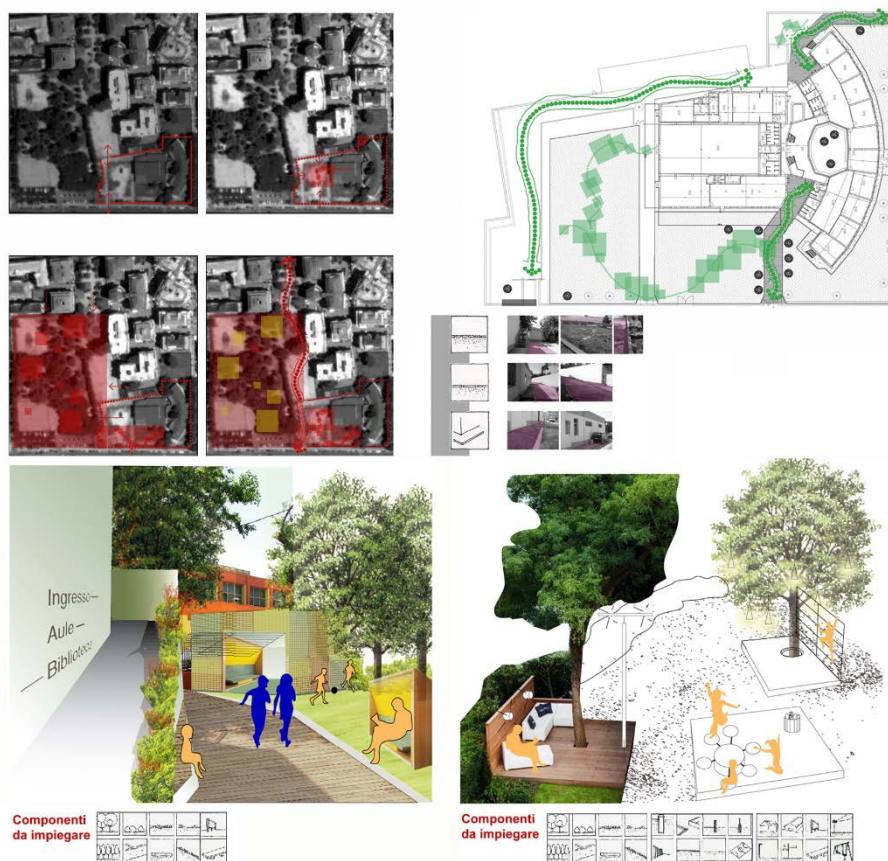 Ingresso—
Aule—
—Biblioteca
Componenti
da impiegare
Componenti
da impiegare